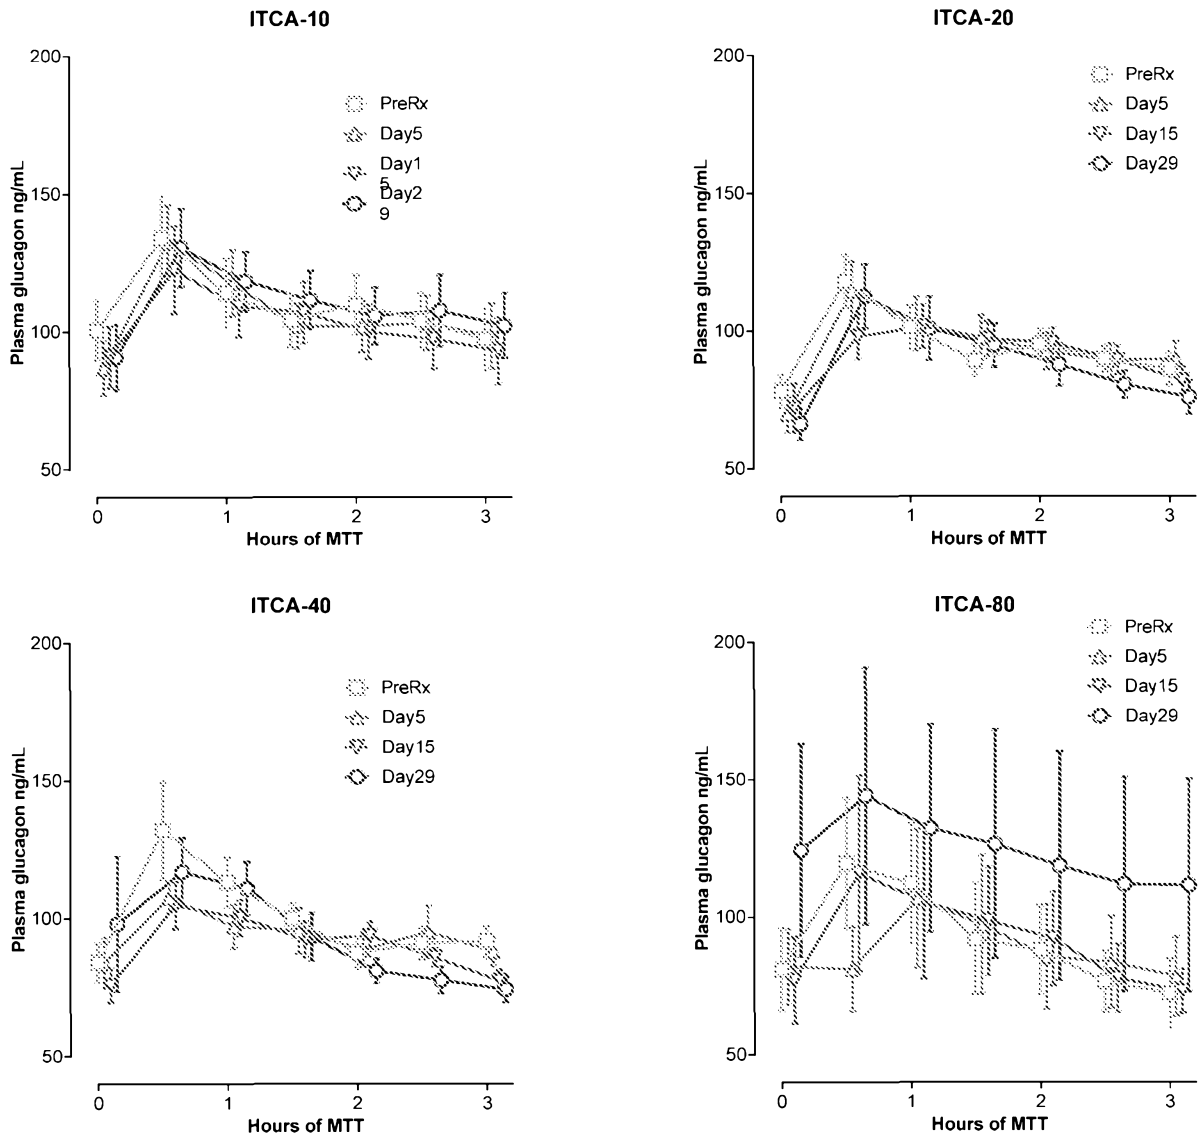 ITCA-10
200
150
100
50
Plasma glucagon ng/mL
PreRx
Day5
Day1
5
Day2
9
0 1 2 3
Hours of MTT
ITCA-20
200
150
100
50
Plasma glucagon ng/mL
PreRx
Day5
Day15
Day29
0 1 2 3
Hours of MTT
ITCA-40
200
150
100
50
Plasma glucagon ng/mL
PreRx
Day5
Day15
Day29
0 1 2 3
Hours of MTT
ITCA-80
200
150
100
50
Plasma glucagon ng/mL
PreRx
Day5
Day15
Day29
0 1 2 3
Hours of MTT